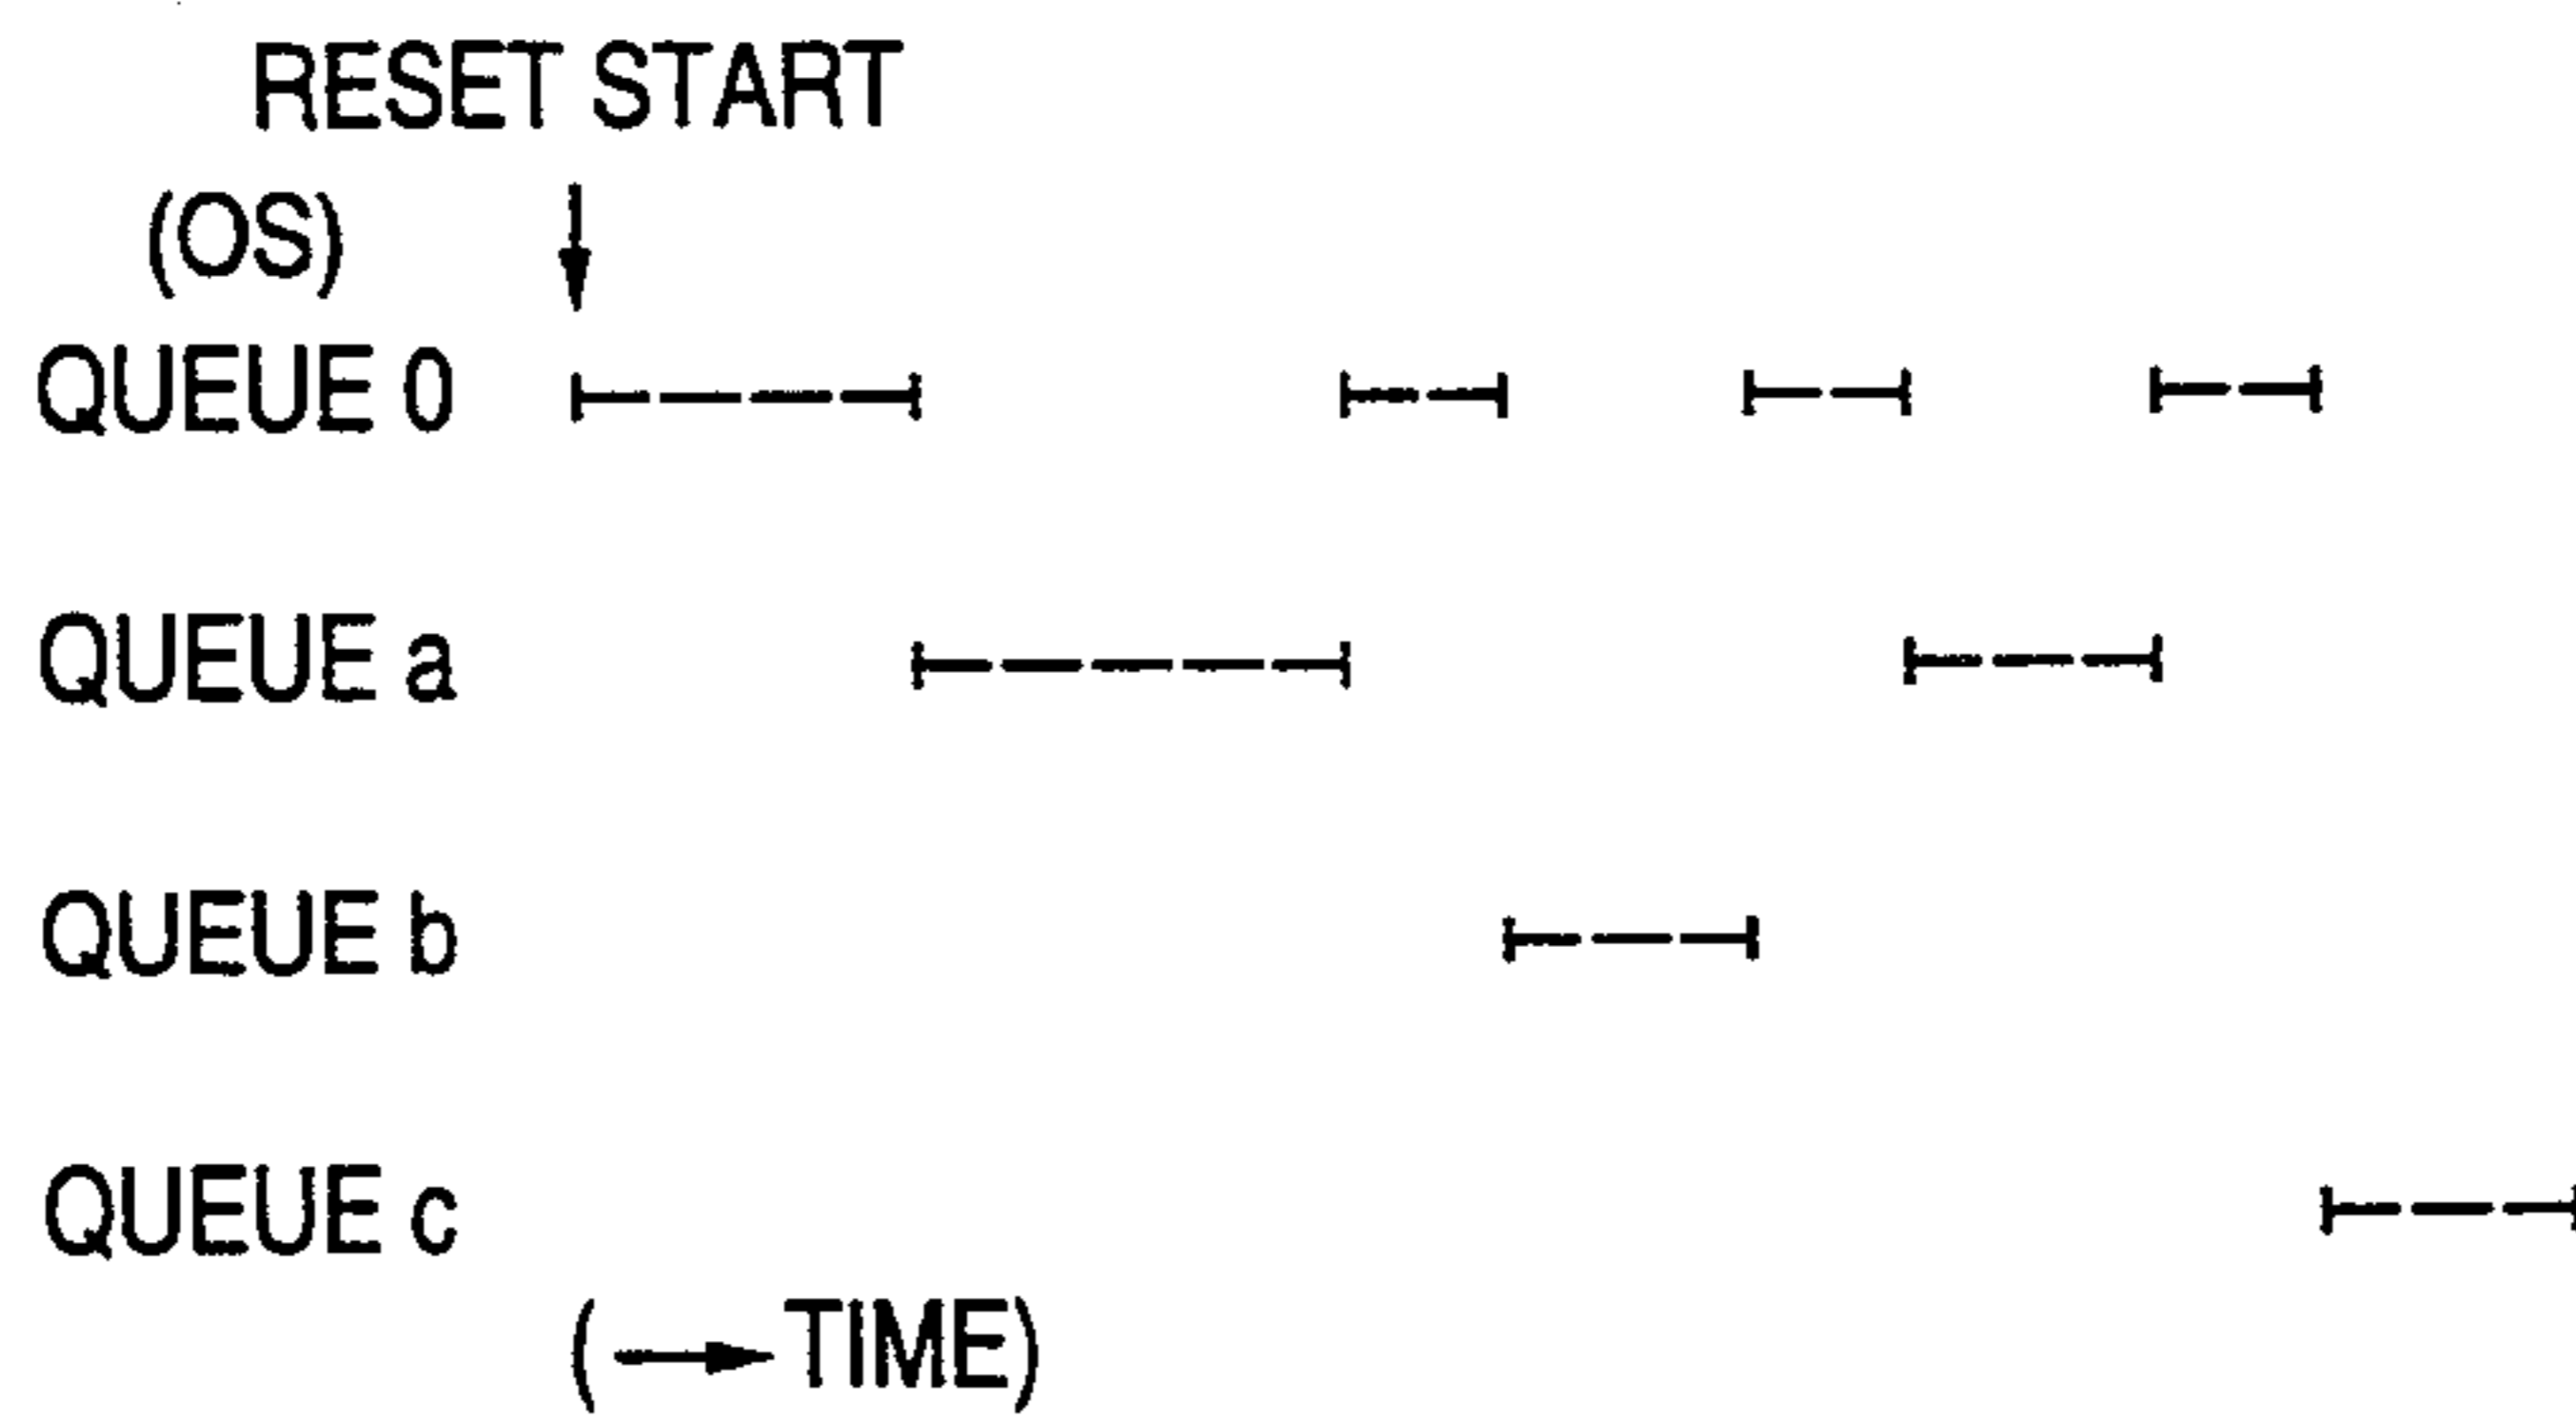 RESET START
(OS)
QUEUE 0
QUEUE a
QUEUE b
QUEUE c
(→TIME)